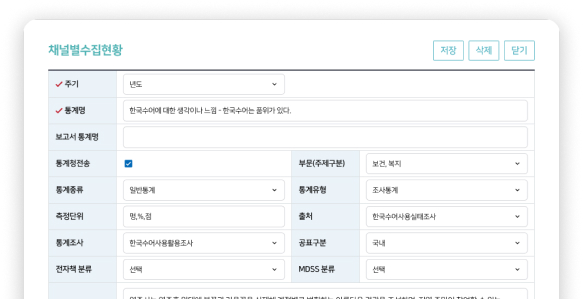 채널별수집현황
저장 삭제 닫기
주기 년도
통계명 한국수어에 대한 생각이나 느낌 - 한국수어는 품위가 있다.
보고서 통계명
통계청전송 부문(주제구분) 보건, 복지
통계종류 일반통계 통계유형 조사통계
측정단위 명,%,점 출처 한국수어사용실태조사
통계조사 한국수어사용활용조사 공표구분 국내
전자책 분류 선택 MDSS 분류 선택